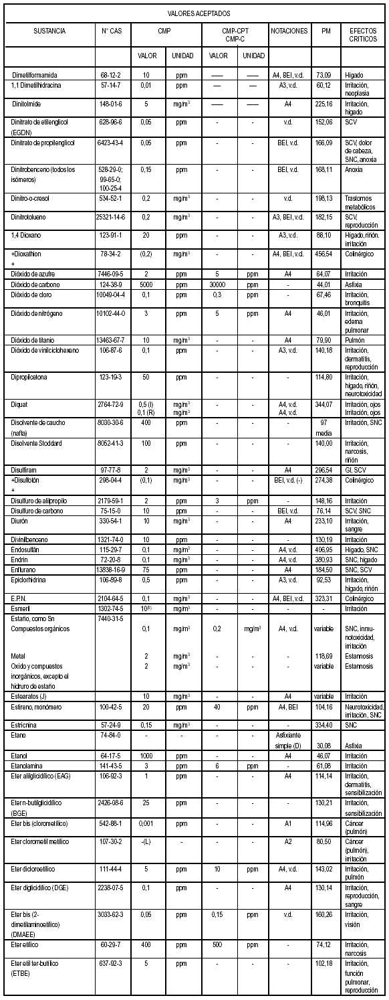 VALORES ACEPTADOS
SUSTANCIA N° CAS CMP CMP-CPT NOTACIONES PM EFECTOS
CMP-C CRITICOS
VALOR UNIDAD VALOR UNIDAD
Dimetilformamida 68-12-2 10 ppm —— —— A4, BEI, v.d. 73,09 Hígado
1,1 Dimetilhidracina 57-14-7 0,01 ppm — — A3, v.d. 60,12 Irritación,
neoplasia
Dinitolmide 148-01-6 5 mg/m³ —— —— A4 225,16 Irritación,
hígado
Dinitrato de etilenglicol 628-96-6 0,05 ppm - - v.d. 152,06 SCV
(EGDN)
Dinitrato de propilenglicol 6423-43-4 0,05 ppm - - BEI, v.d. 166,09 SCV, dolor
de cabeza,
SNC, anoxia
Dinitrobenceno (todos los 528-29-0; 0,15 ppm - - BEI, v.d. 168,11 Anoxia
isómeros) 99-65-0;
100-25-4
Dinitro-o-cresol 534-52-1 0,2 mg/m³ - - v.d. 198,13 Trastornos
metabólicos
Dinitrotolueno 25321-14-6 0,2 mg/m³ - - A3, BEI, v.d. 182,15 SCV,
reproducción
1,4 Dioxano 123-91-1 20 ppm - - A3, v.d. 88,10 Hígado, riñón.
irritación
+Dioxathion 78-34-2 (0,2) mg/m³ - - A4, BEI, v.d. 456,54 Colinérgico
+
Dióxido de azufre 7446-09-5 2 ppm 5 ppm A4 64,07 Irritación
Dióxido de carbono 124-38-9 5000 ppm 30000 ppm - 44,01 Asfixia
Dióxido de cloro 10049-04-4 0,1 ppm 0,3 ppm - 67,46 Irritación,
bronquitis
Dióxido de nitrógeno 10102-44-0 3 ppm 5 ppm A4 46,01 Irritación,
edema
pulmonar
Dióxido de titanio 13463-67-7 10 mg/m³ - - A4 79,90 Pulmón
Dióxido de vinilciclohexeno 106-87-6 0,1 ppm - - A3, v.d. 140,18 Irritación,
dermatitis,
reproducción
Dipropilcetona 123-19-3 50 ppm - - - 114,80 Irritación,
hígado, riñón,
neurotoxicidad
Diquat 2764-72-9 0,5 (I) mg/m³ - - A4, v.d. 344,07 Irritación, ojos
0,1 (R) mg/m³ - - A4, v.d. Irritación, ojos
Disolvente de caucho 8030-30-6 400 ppm - - - 97 Irritación, SNC
(nafta) media
Disolvente Stoddard 8052-41-3 100 ppm - - - 140,00 Irritación,
narcosis,
riñón
Disulfiram 97-77-8 2 mg/m³ - - A4 296,54 GI, SCV
+Disulfotón 298-04-4 (0,1) mg/m³ - - BEI, v.d. (-) 274,38 Colinérgico
+
Disulfuro de alilpropilo 2179-59-1 2 ppm 3 ppm - 148,16 Irritación
Disulfuro de carbono 75-15-0 10 ppm - - BEI, v.d. 76,14 SCV, SNC
Diurón 330-54-1 10 mg/m³ - - A4 233,10 Irritación,
sangre
Divinilbenceno 1321-74-0 10 ppm - - - 130,19 Irritación
Endosulfán 115-29-7 0,1 mg/m³ - - A4, v.d. 406,95 Hígado, SNC
Endrin 72-20-8 0,1 mg/m³ - - A4, v.d. 380,93 SNC, hígado
Enflurano 13838-16-9 75 ppm - - A4 184,50 SNC, SCV
Epiclorhidrina 106-89-8 0,5 ppm - - A3, v.d. 92,53 Irritación,
hígado, riñón
E.P.N. 2104-64-5 0,1 mg/m³ - - A4, BEI, v.d. 323,31 Colinérgico
Esmeril 1302-74-5 10⁽ᴱ⁾ mg/m³ - - - - Irritación
Estaño, como Sn 7440-31-5
Compuestos orgánicos 0,1 mg/m³ 0,2 mg/m³ A4, v.d. variable SNC, inmu-
notoxicidad,
irritación
Metal 2 mg/m³ - - - 118,69 Estannosis
Oxido y compuestos 2 mg/m³ - - - variable Estannosis
inorgánicos, excepto el
hidruro de estaño
Estearatos (J) 10 mg/m³ - - A4 variable Irritación
Estireno, monómero 100-42-5 20 ppm 40 ppm A4, BEI 104,16 Neurotoxicidad,
irritación, SNC
Estricnina 57-24-9 0,15 mg/m³ - - - 334,40 SNC
Etano 74-84-0 - - - - Asfixiante
simple (D) 30,08 Asfixia
Etanol 64-17-5 1000 ppm - - A4 46,07 Irritación
Etanolamina 141-43-5 3 ppm 6 ppm - 61,08 Irritación
Eter alilglicidílico (EAG) 106-92-3 1 ppm - - A4 114,14 Irritación,
dermatitis,
sensibilización
Eter n-butilglicidílico 2426-08-6 25 ppm - - - 130,21 Irritación,
(BGE) sensibilización
Eter bis (clorometílico) 542-88-1 0,001 ppm - - A1 114,96 Cáncer
(pulmón)
Eter clorometil metílico 107-30-2 -(L) - - - A2 80,50 Cáncer
(pulmón),
irritación
Eter dicloroetílico 111-44-4 5 ppm 10 ppm A4, v.d. 143,02 Irritación,
pulmón
Eter diglicidílico (DGE) 2238-07-5 0,1 ppm - - A4 130,14 Irritación,
reproducción,
sangre
Eter bis (2- 3033-62-3 0,05 ppm 0,15 ppm v.d. 160,26 Irritación,
dimetilaminoetílico) visión
(DMAEE)
Eter etílico 60-29-7 400 ppm 500 ppm - 74,12 Irritación,
narcosis
Eter etil ter-butílico 637-92-3 5 ppm - - - 102,18 Irritación,
(ETBE) función
pulmonar,
reproducción